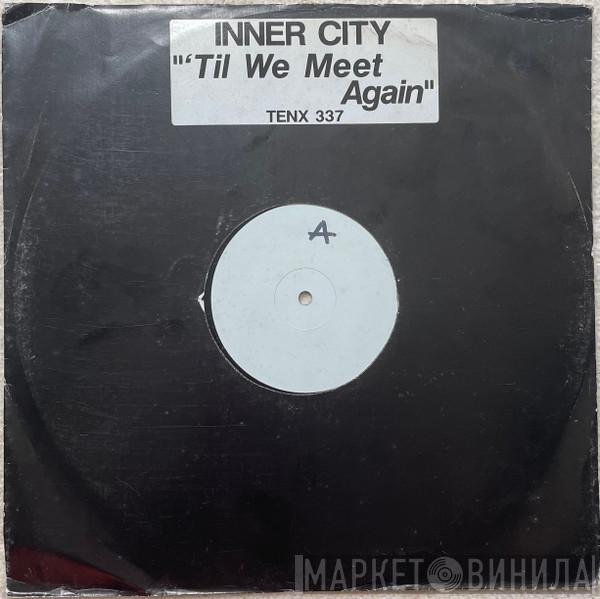 INNER CITY
"'Til We Meet
Again"
TENX 337
A
МАРКЕТ ВИНИЛА